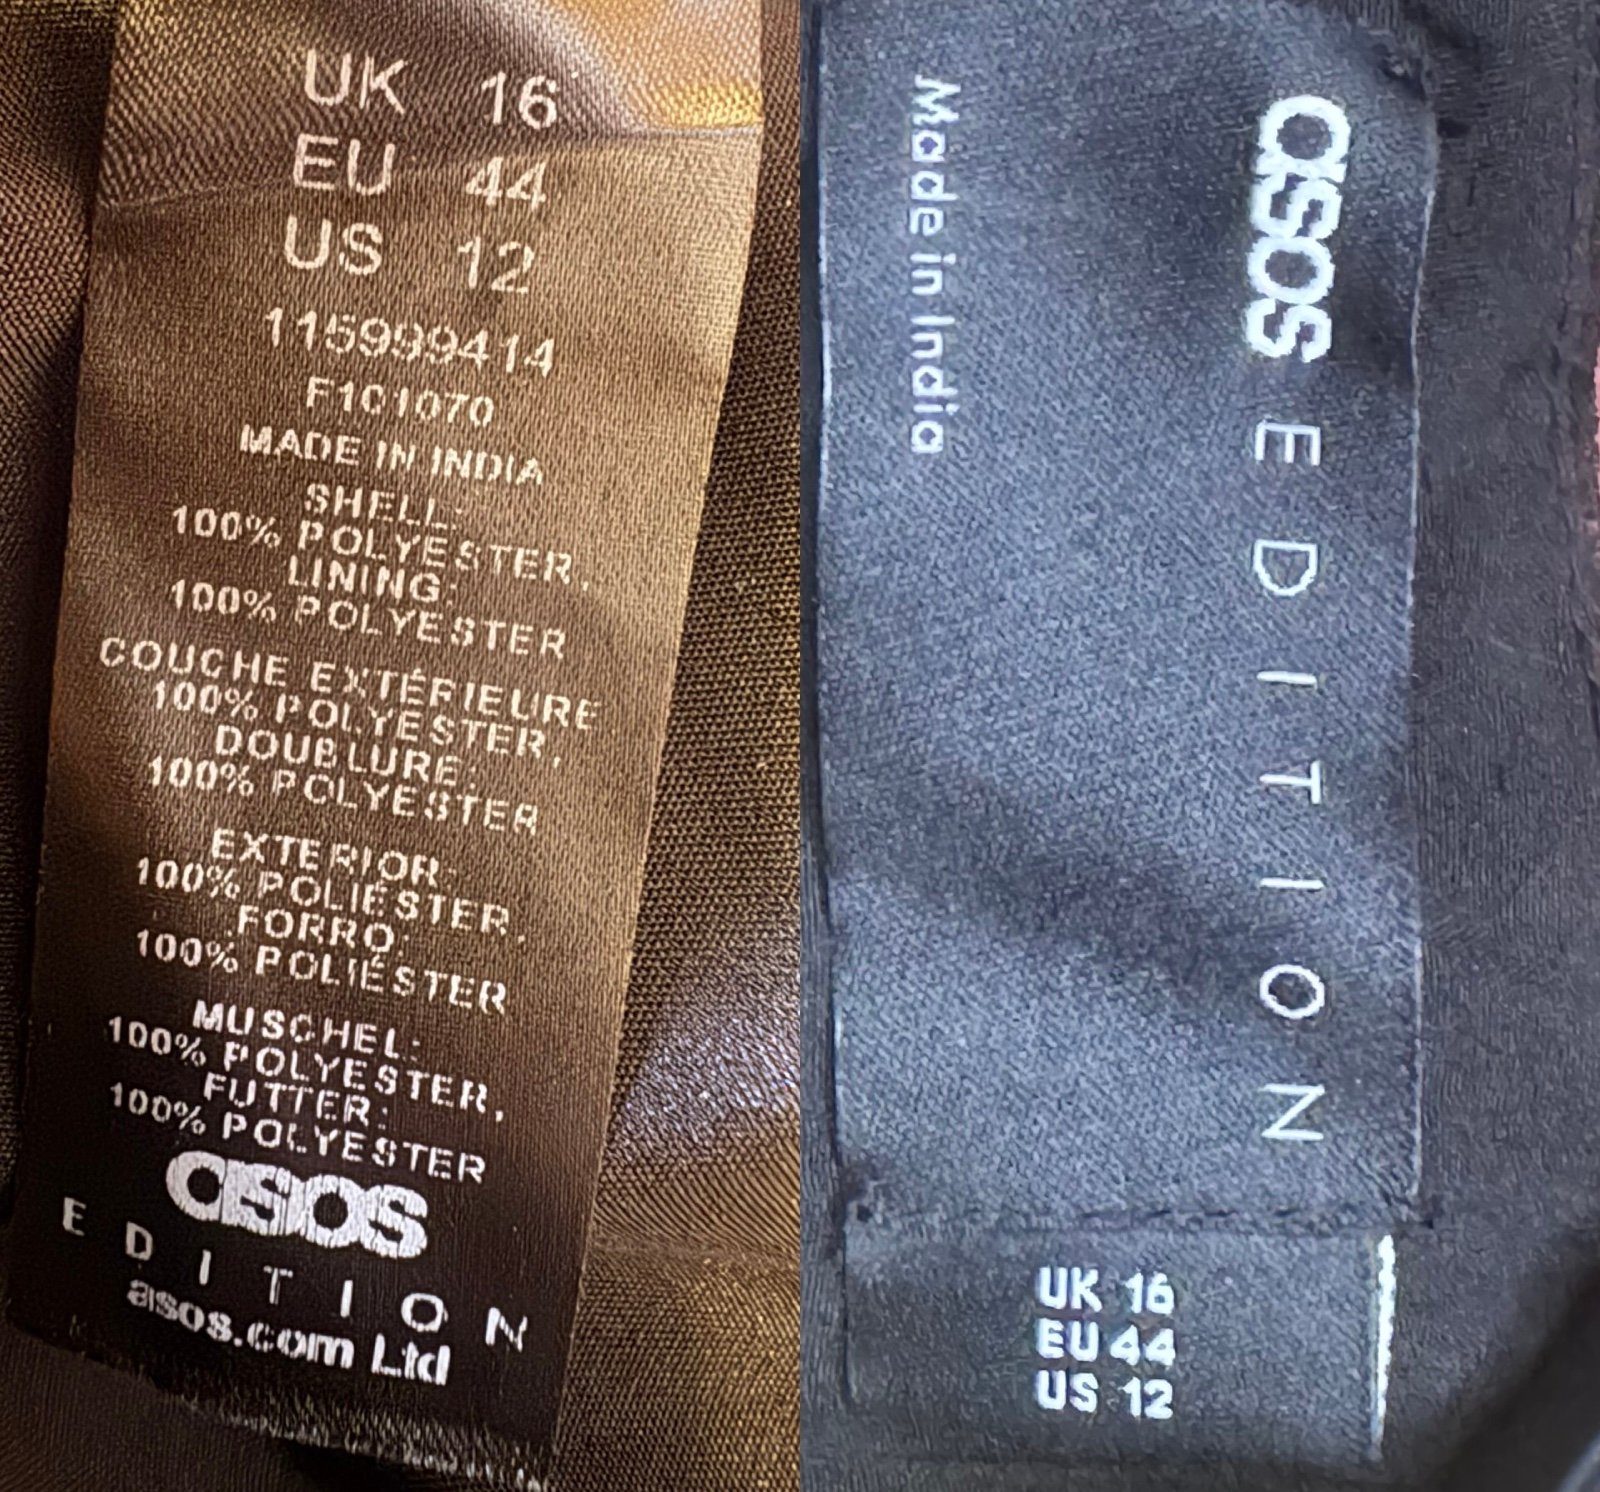 UK 16
EU 44
US 12
115999414
F101070
MADE IN INDIA
SHELL:
100% POLYESTER,
LINING:
100% POLYESTER
COUCHE EXTÉRIEURE
100% POLYESTER,
DOUBLURE:
100% POLYESTER
EXTERIOR:
100% POLIÉSTER,
FORRO:
100% POLIÉSTER
MUSCHEL:
100% POLYESTER,
FUTTER:
100% POLYESTER
asos
EDITION
asos.com Ltd
asos EDITION
Made in India
UK 16
EU 44
US 12